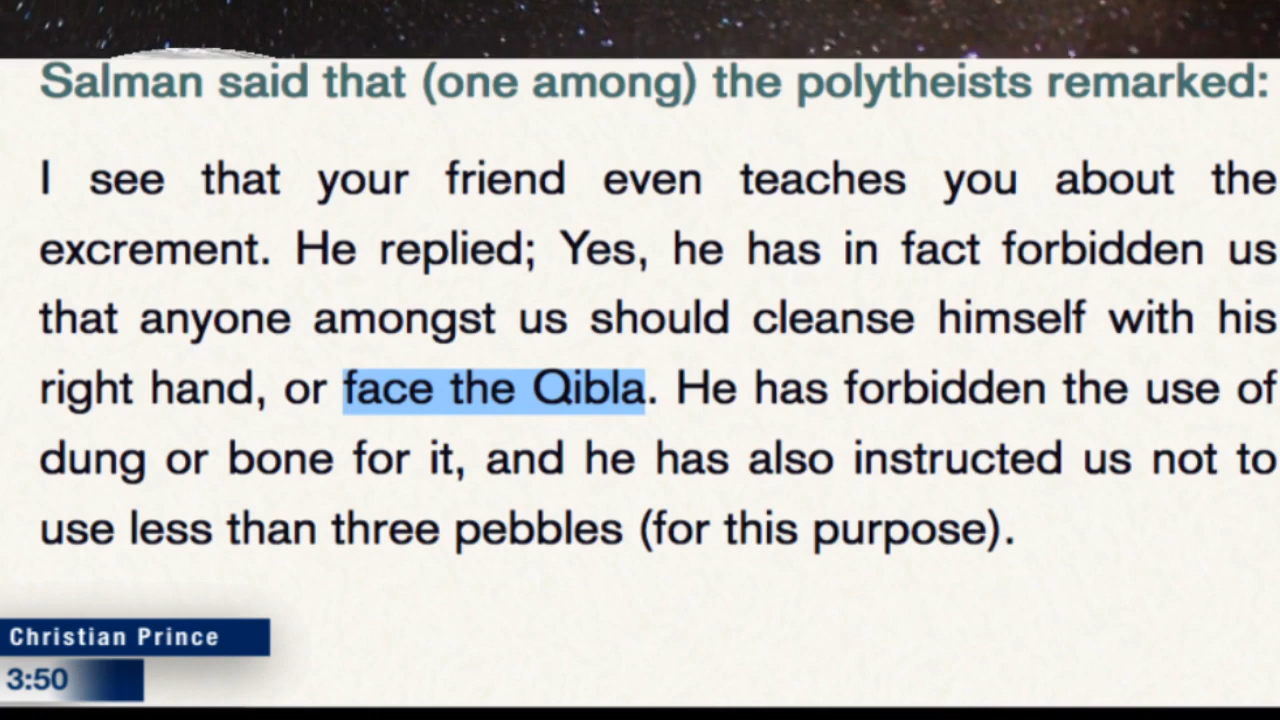 Salman said that (one among) the polytheists remarked:
I see that your friend even teaches you about the
excrement. He replied; Yes, he has in fact forbidden us
that anyone amongst us should cleanse himself with his
right hand, or face the Qibla. He has forbidden the use of
dung or bone for it, and he has also instructed us not to
use less than three pebbles (for this purpose).
Christian Prince
3:50